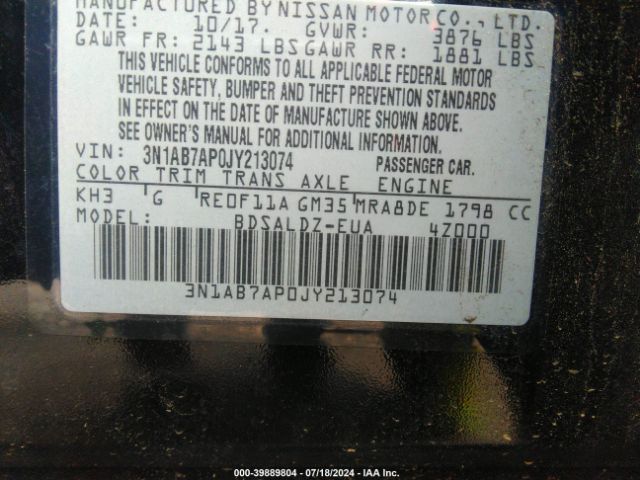 MANUFACTURED BY NISSAN MOTOR CO., LTD.
DATE: 10/17. GVWR: 3876 LBS
GAWR FR: 2143 LBS GAWR RR: 1881 LBS
THIS VEHICLE CONFORMS TO ALL APPLICABLE FEDERAL MOTOR
VEHICLE SAFETY, BUMPER AND THEFT PREVENTION STANDARDS
IN EFFECT ON THE DATE OF MANUFACTURE SHOWN ABOVE.
SEE OWNER'S MANUAL FOR ADDITIONAL INFORMATION.
VIN: 3N1AB7AP0JY213074 PASSENGER CAR.
COLOR TRIM TRANS AXLE ENGINE
KH3 G RE0F11A GM35 MRA8DE 1798 CC
MODEL: BDSALDZ-EUA 4Z000
3N1AB7AP0JY213074
000-39889804 - 07/18/2024 - IAA Inc.